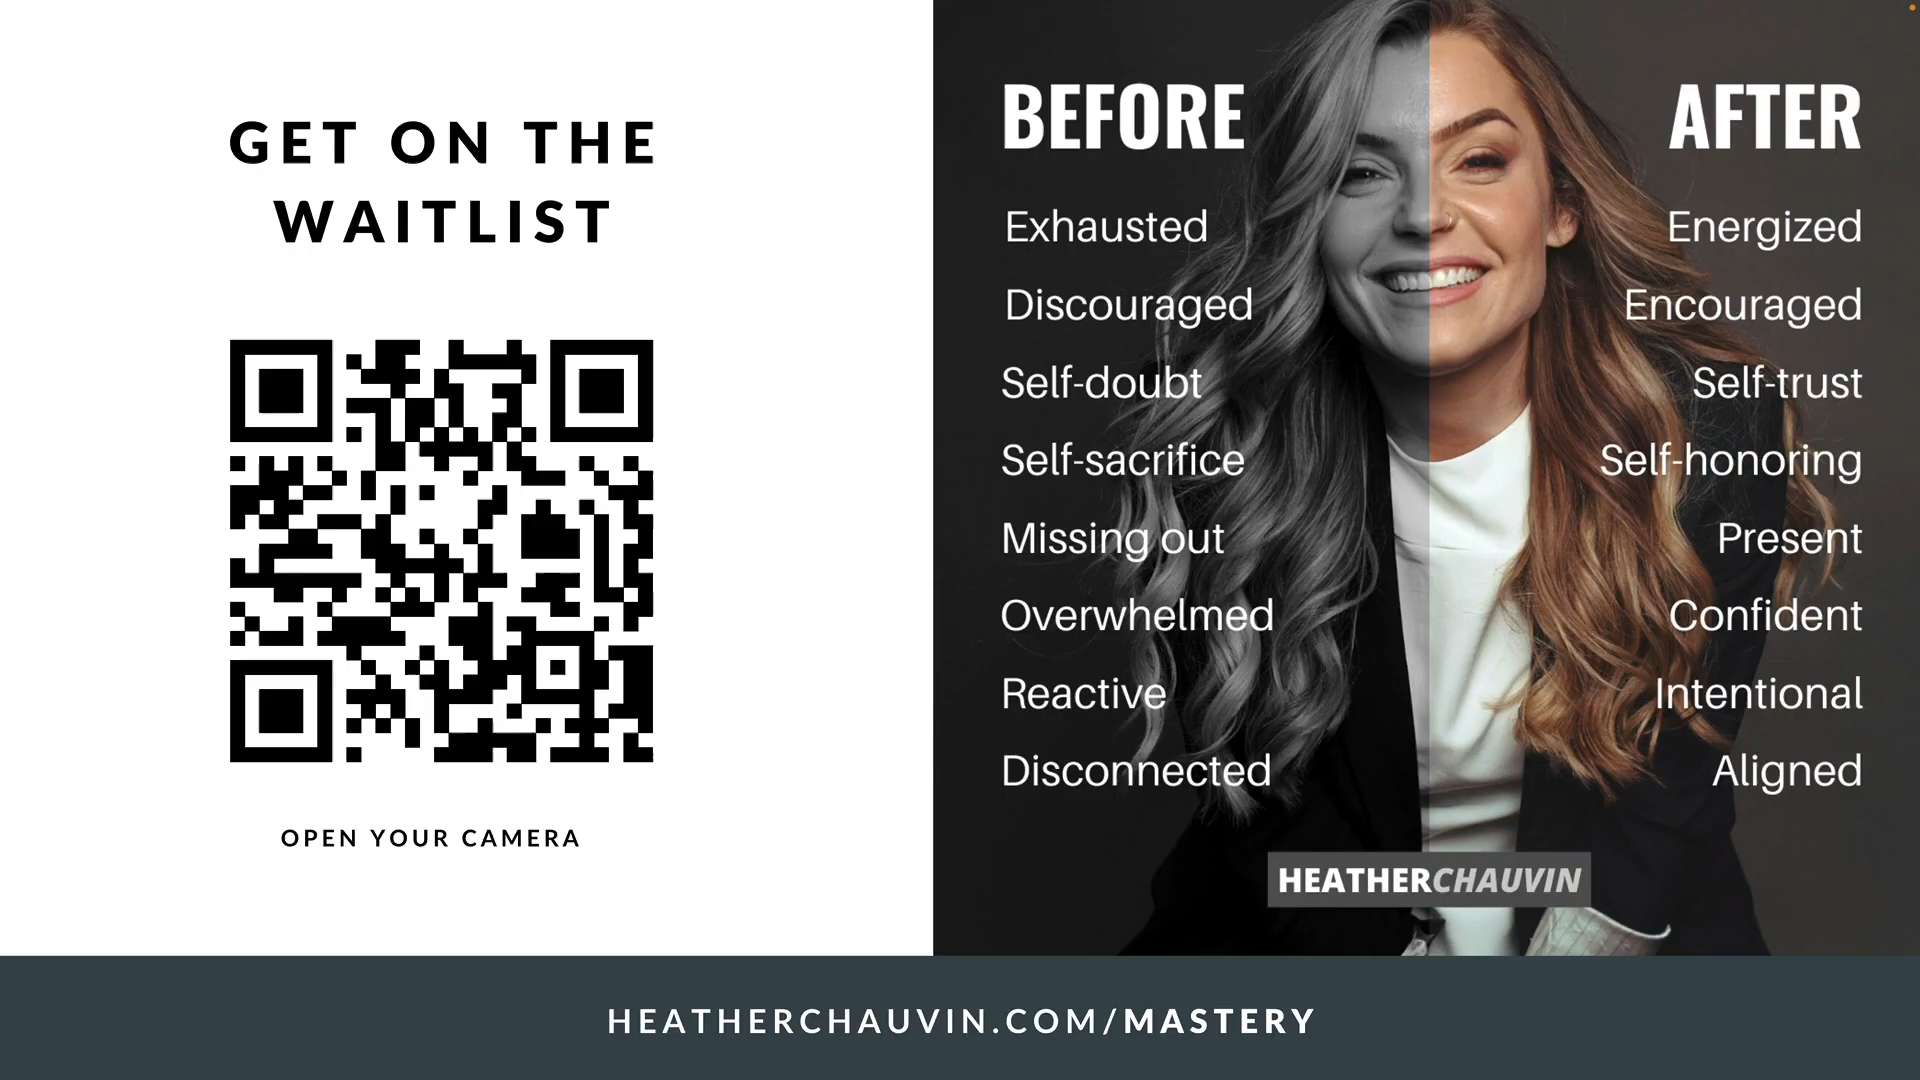 GET ON THE
WAITLIST
OPEN YOUR CAMERA
BEFORE
Exhausted
Discouraged
Self-doubt
Self-sacrifice
Missing out
Overwhelmed
Reactive
Disconnected
AFTER
Energized
Encouraged
Self-trust
Self-honoring
Present
Confident
Intentional
Aligned
HEATHERCHAUVIN
HEATHERCHAUVIN.COM/MASTERY